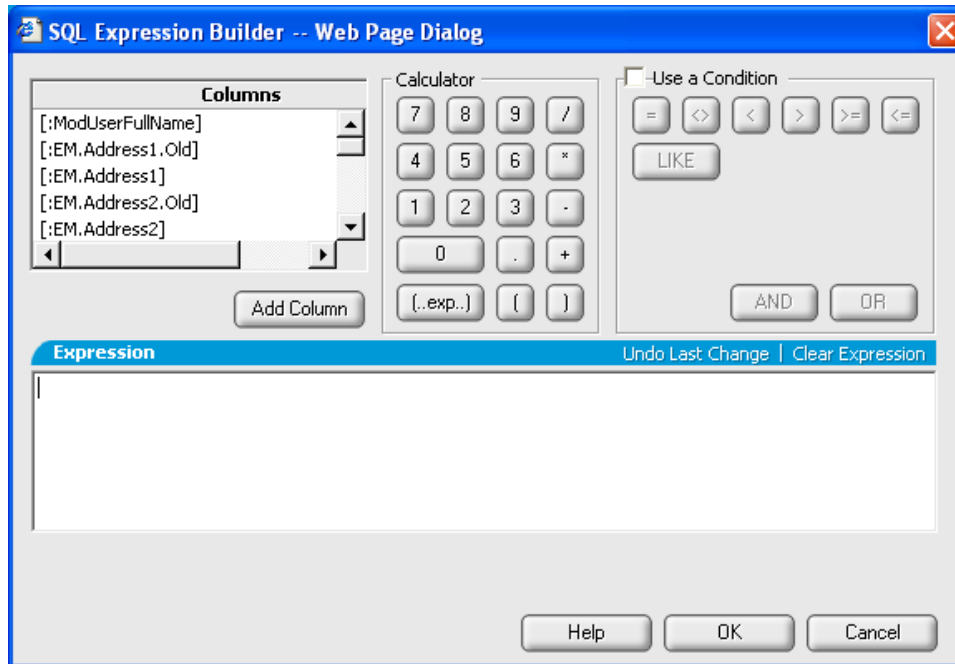 SQL Expression Builder -- Web Page Dialog
Columns
[:ModUserFullName]
[:EM.Address1.Old]
[:EM.Address1]
[:EM.Address2.Old]
[:EM.Address2]
Add Column
Calculator
7 8 9 /
4 5 6 *
1 2 3 -
0 . +
(..exp..) ( )
Use a Condition
= <> < > >= <=
LIKE
AND OR
Expression Undo Last Change | Clear Expression
Help OK Cancel